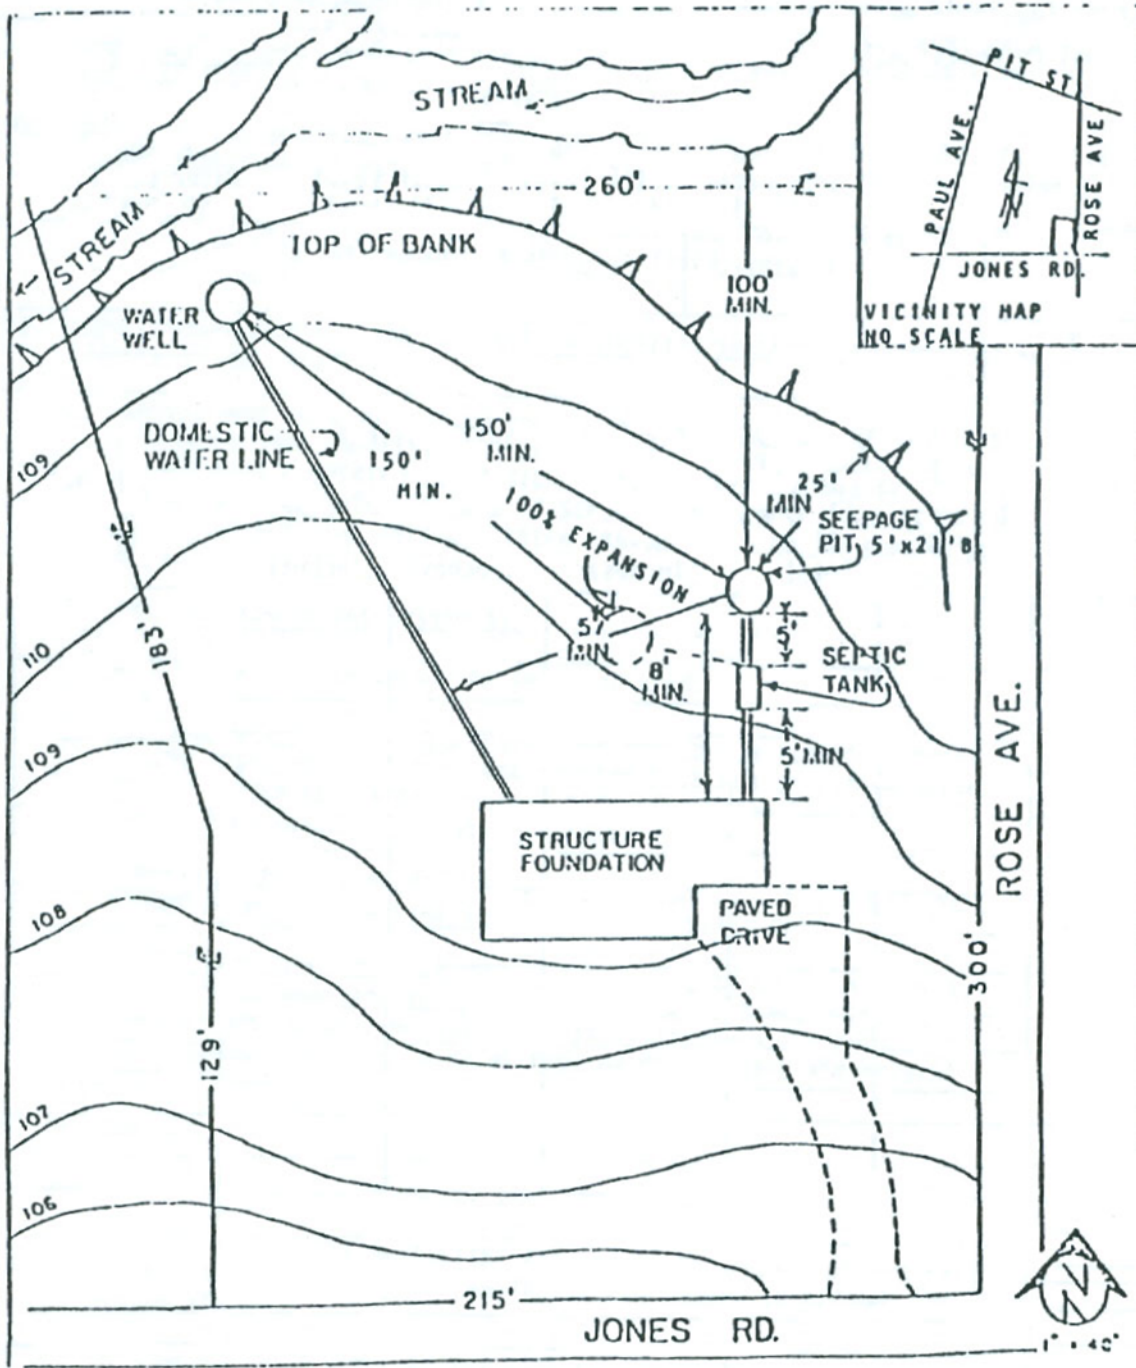 STREAM
260'
STREAM
TOP OF BANK
100'
MIN.
PIT ST
PAUL AVE.
ROSE AVE.
N
JONES RD.
VICINITY MAP
NO SCALE
WATER
WELL
DOMESTIC
WATER LINE
150'
MIN.
150'
MIN.
100% EXPANSION
25'
MIN
SEEPAGE
PIT
5'
MIN.
8'
MIN.
5'
SEPTIC
TANK
5' MIN
109
110
183'
109
108
129'
107
106
STRUCTURE
FOUNDATION
PAVED
DRIVE
ROSE AVE.
300'
215'
JONES RD.
N